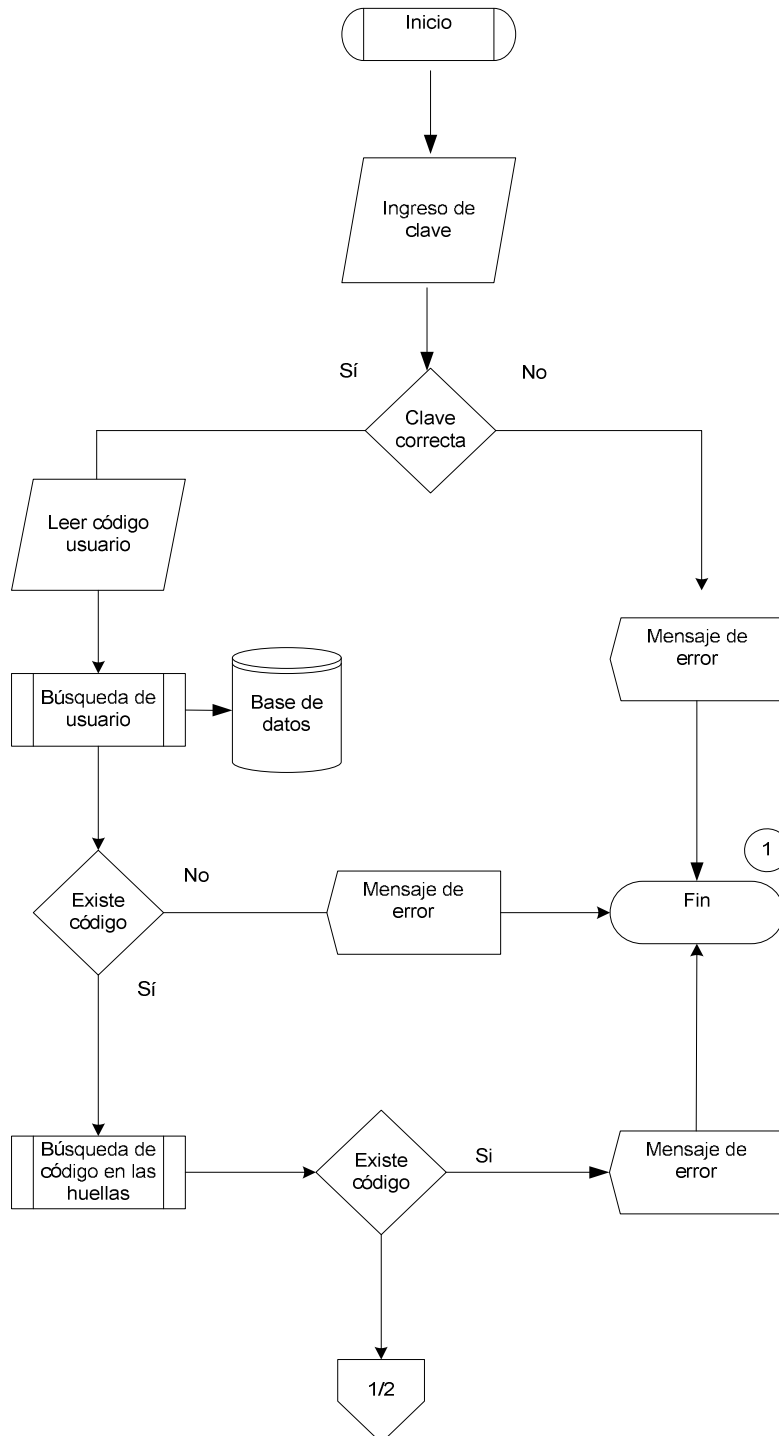 Inicio
Ingreso de
clave
Sí
No
Clave
correcta
Leer código
usuario
Mensaje de
error
Búsqueda de
usuario
Base de
datos
1
Existe
código
No
Mensaje de
error
Fin
Sí
Búsqueda de
código en las
huellas
Existe
código
Si
Mensaje de
error
1/2